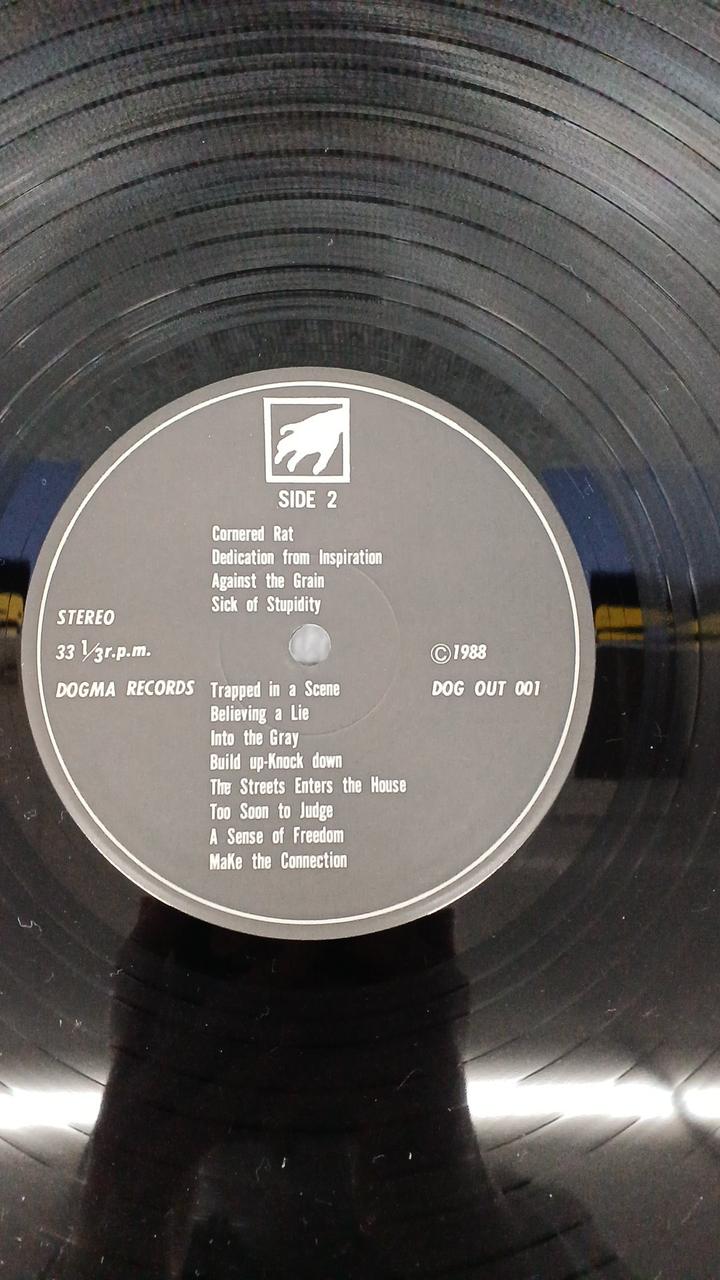 SIDE 2
Cornered Rat
Dedication from Inspiration
Against the Grain
Sick of Stupidity
STEREO
33 1/3 r.p.m.
DOGMA RECORDS
©1988
DOG OUT 001
Trapped in a Scene
Believing a Lie
Into the Gray
Build up-Knock down
The Streets Enters the House
Too Soon to Judge
A Sense of Freedom
MaKe the Connection